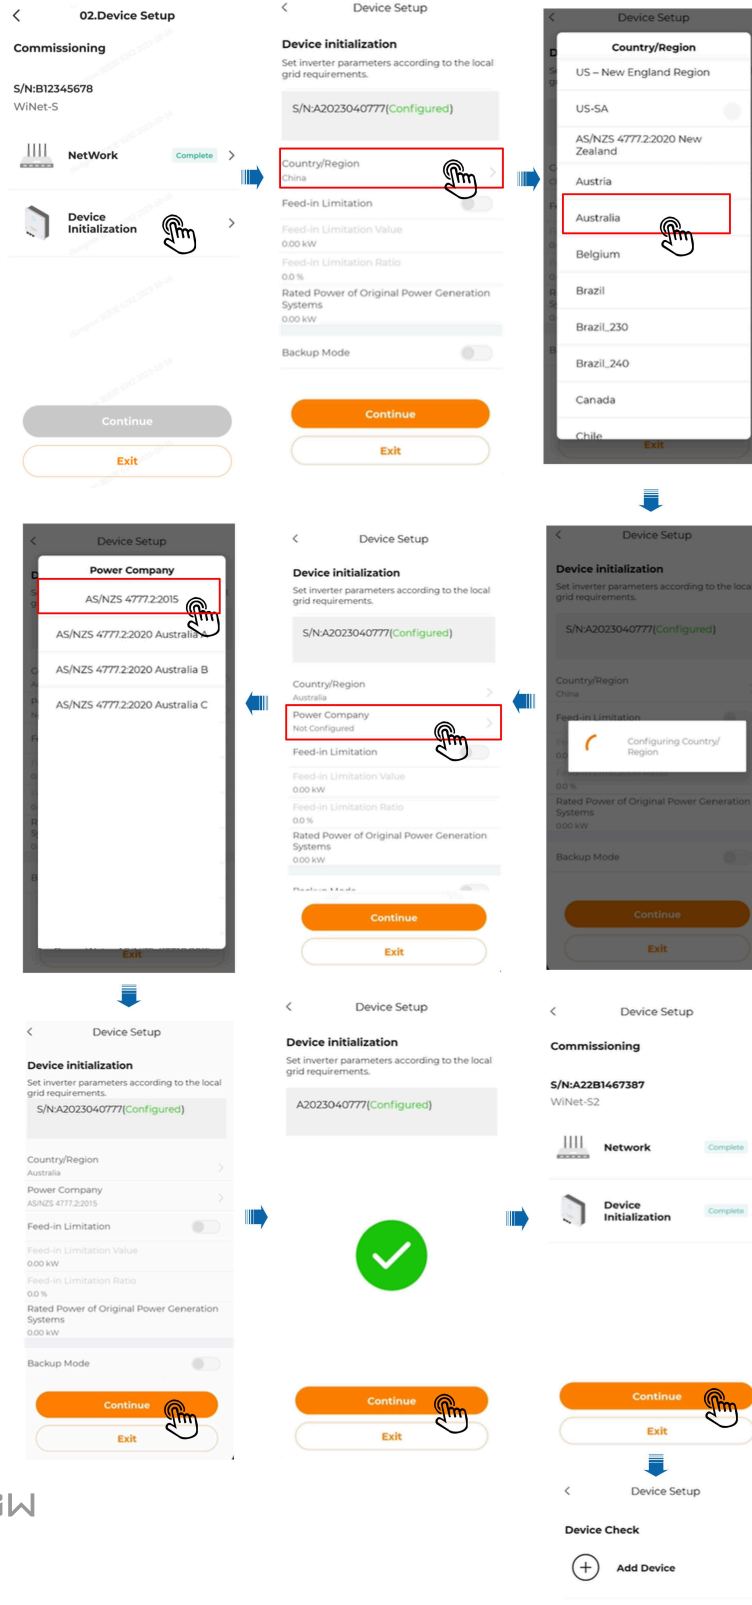 02.Device Setup
Commissioning
S/N:B12345678
WiNet-S
NetWork
Complete
Device
Initialization
Continue
Exit
Device Setup
Device initialization
Set inverter parameters according to the local
grid requirements.
S/N:A2023040777(Configured)
Country/Region
China
Feed-in Limitation
Feed-in Limitation Value
0.00 kW
Feed-in Limitation Ratio
0.0 %
Rated Power of Original Power Generation
Systems
0.00 kW
Backup Mode
Continue
Exit
Device Setup
Country/Region
US – New England Region
US-SA
AS/NZS 4777.2:2020 New
Zealand
Austria
Australia
Belgium
Brazil
Brazil_230
Brazil_240
Canada
Chile
Exit
Device Setup
Device initialization
Set inverter parameters according to the loca
grid requirements.
S/N:A2023040777(Configured)
Country/Region
China
Feed-in Limitation
Configuring Country/
Region
0.0 %
Rated Power of Original Power Generation
Systems
0.00 kW
Backup Mode
Continue
Exit
Device Setup
Device initialization
Set inverter parameters according to the local
grid requirements.
S/N:A2023040777(Configured)
Country/Region
Australia
Power Company
Not Configured
Feed-in Limitation
Feed-in Limitation Value
0.00 kW
Feed-in Limitation Ratio
0.0 %
Rated Power of Original Power Generation
Systems
0.00 kW
Backup Mode
Continue
Exit
Device Setup
Power Company
AS/NZS 4777.2:2015
AS/NZS 4777.2:2020 Australia A
AS/NZS 4777.2:2020 Australia B
AS/NZS 4777.2:2020 Australia C
Exit
Device Setup
Device initialization
Set inverter parameters according to the local
grid requirements.
S/N:A2023040777(Configured)
Country/Region
Australia
Power Company
AS/NZS 4777.2:2015
Feed-in Limitation
Feed-in Limitation Value
0.00 kW
Feed-in Limitation Ratio
0.0 %
Rated Power of Original Power Generation
Systems
0.00 kW
Backup Mode
Continue
Exit
Device Setup
Device initialization
Set inverter parameters according to the local
grid requirements.
A2023040777(Configured)
Continue
Exit
Device Setup
Commissioning
S/N:A22B1467387
WiNet-S2
Network
Complete
Device
Initialization
Complete
Continue
Exit
Device Setup
Device Check
Add Device